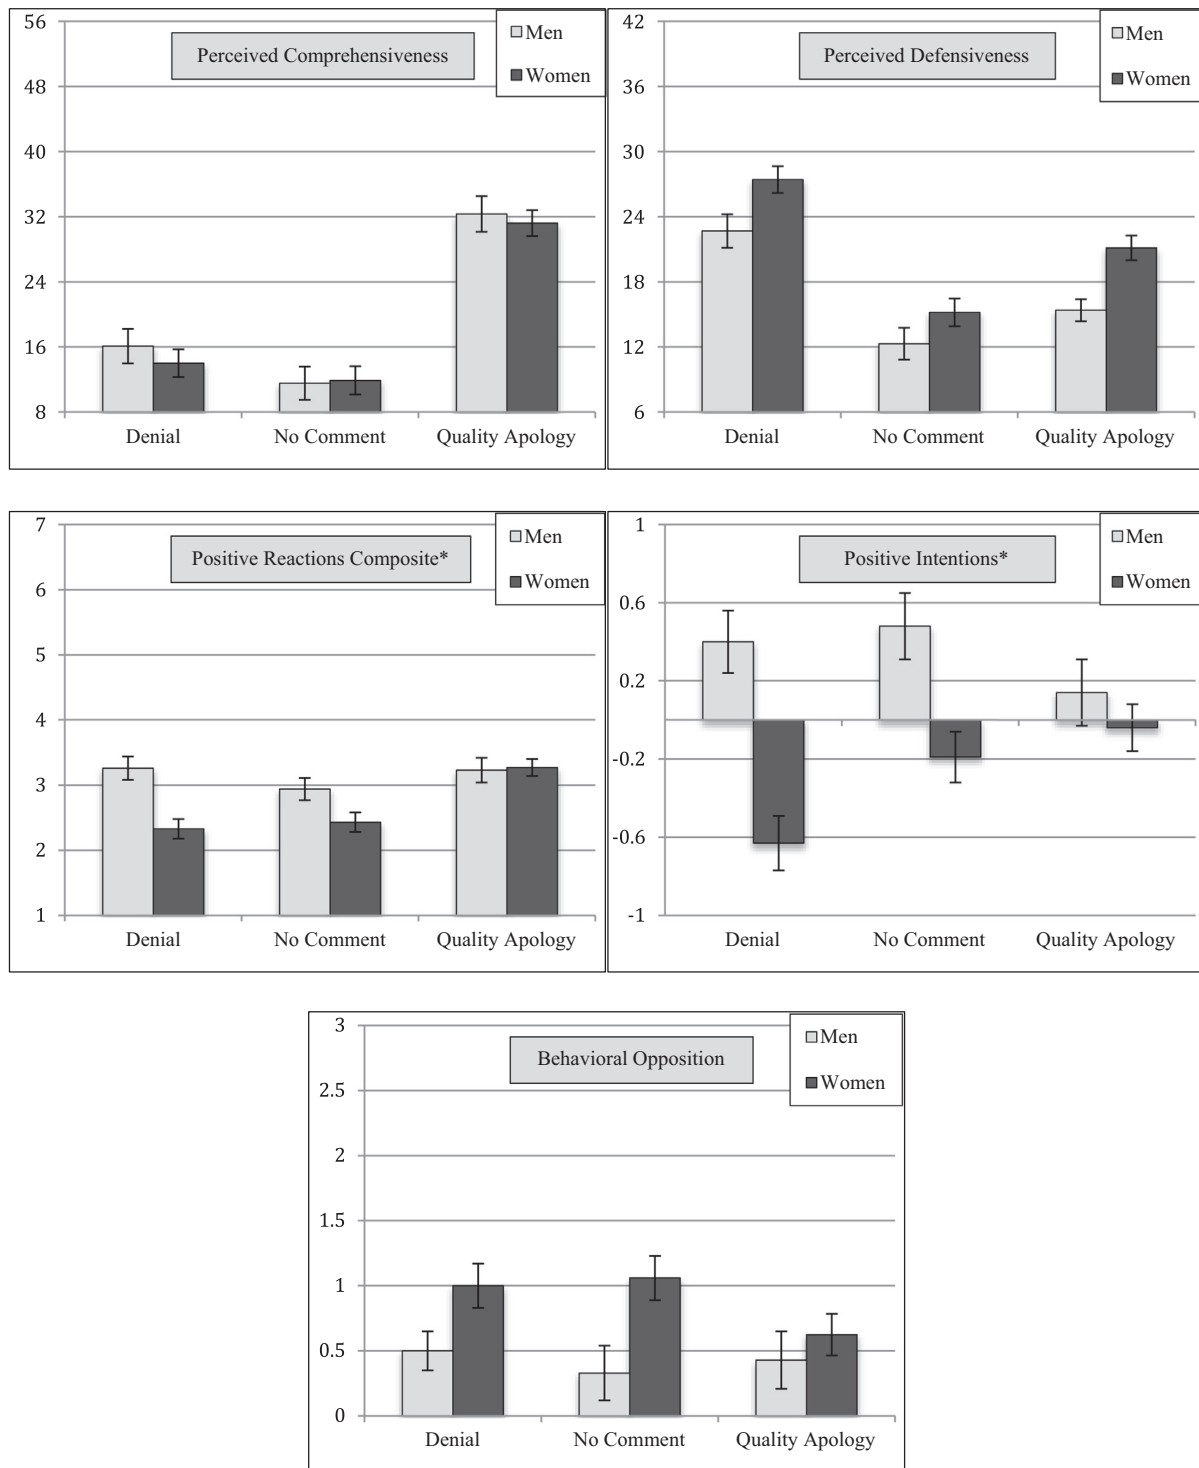 56
48
40
32
24
16
8
Perceived Comprehensiveness
Men
Women
Denial
No Comment
Quality Apology
42
36
30
24
18
12
6
Perceived Defensiveness
Men
Women
Denial
No Comment
Quality Apology
7
6
5
4
3
2
1
Positive Reactions Composite*
Men
Women
Denial
No Comment
Quality Apology
1
0.6
0.2
-0.2
-0.6
-1
Positive Intentions*
Men
Women
Denial
No Comment
Quality Apology
3
2.5
2
1.5
1
0.5
0
Behavioral Opposition
Men
Women
Denial
No Comment
Quality Apology